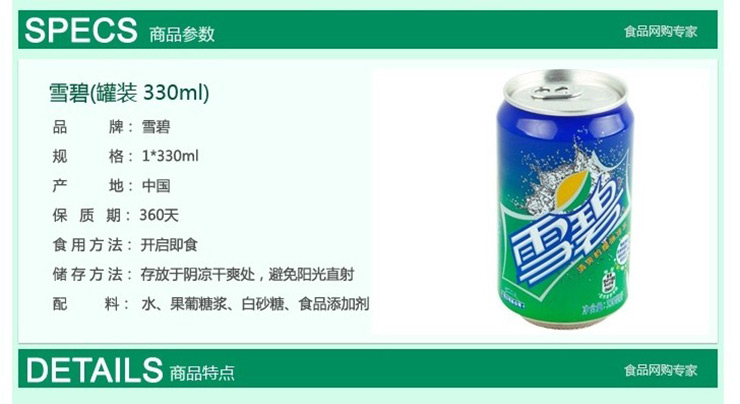 SPECS 商品参数 食品网购专家
雪碧(罐装 330ml)
品 牌： 雪碧
规 格： 1*330ml
产 地： 中国
保 质 期： 360天
食用方法： 开启即食
储存方法： 存放于阴凉干爽处，避免阳光直射
配 料： 水、果葡糖浆、白砂糖、食品添加剂
雪碧
DETAILS 商品特点 食品网购专家